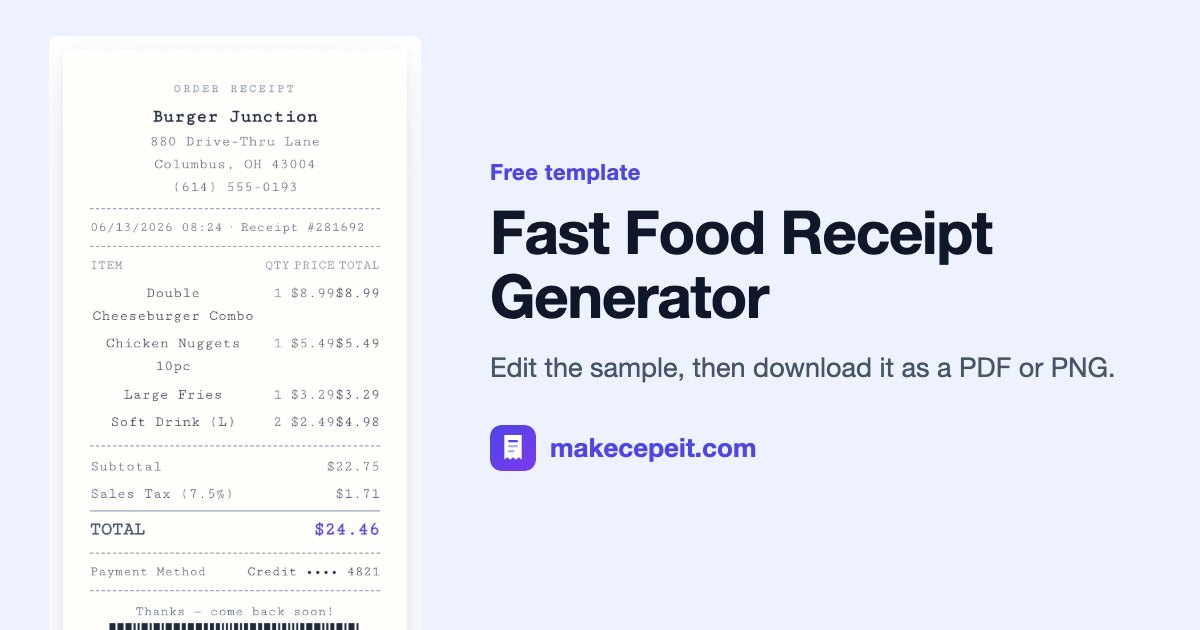 ORDER RECEIPT
Burger Junction
880 Drive-Thru Lane
Columbus, OH 43004
(614) 555-0193
06/13/2026 08:24 · Receipt #281692
ITEM QTY PRICE TOTAL
Double 1 $8.99 $8.99
Cheeseburger Combo
Chicken Nuggets 1 $5.49 $5.49
10pc
Large Fries 1 $3.29 $3.29
Soft Drink (L) 2 $2.49 $4.98
Subtotal $22.75
Sales Tax (7.5%) $1.71
TOTAL $24.46
Payment Method Credit •••• 4821
Thanks — come back soon!
Free template
Fast Food Receipt
Generator
Edit the sample, then download it as a PDF or PNG.
makecepeit.com